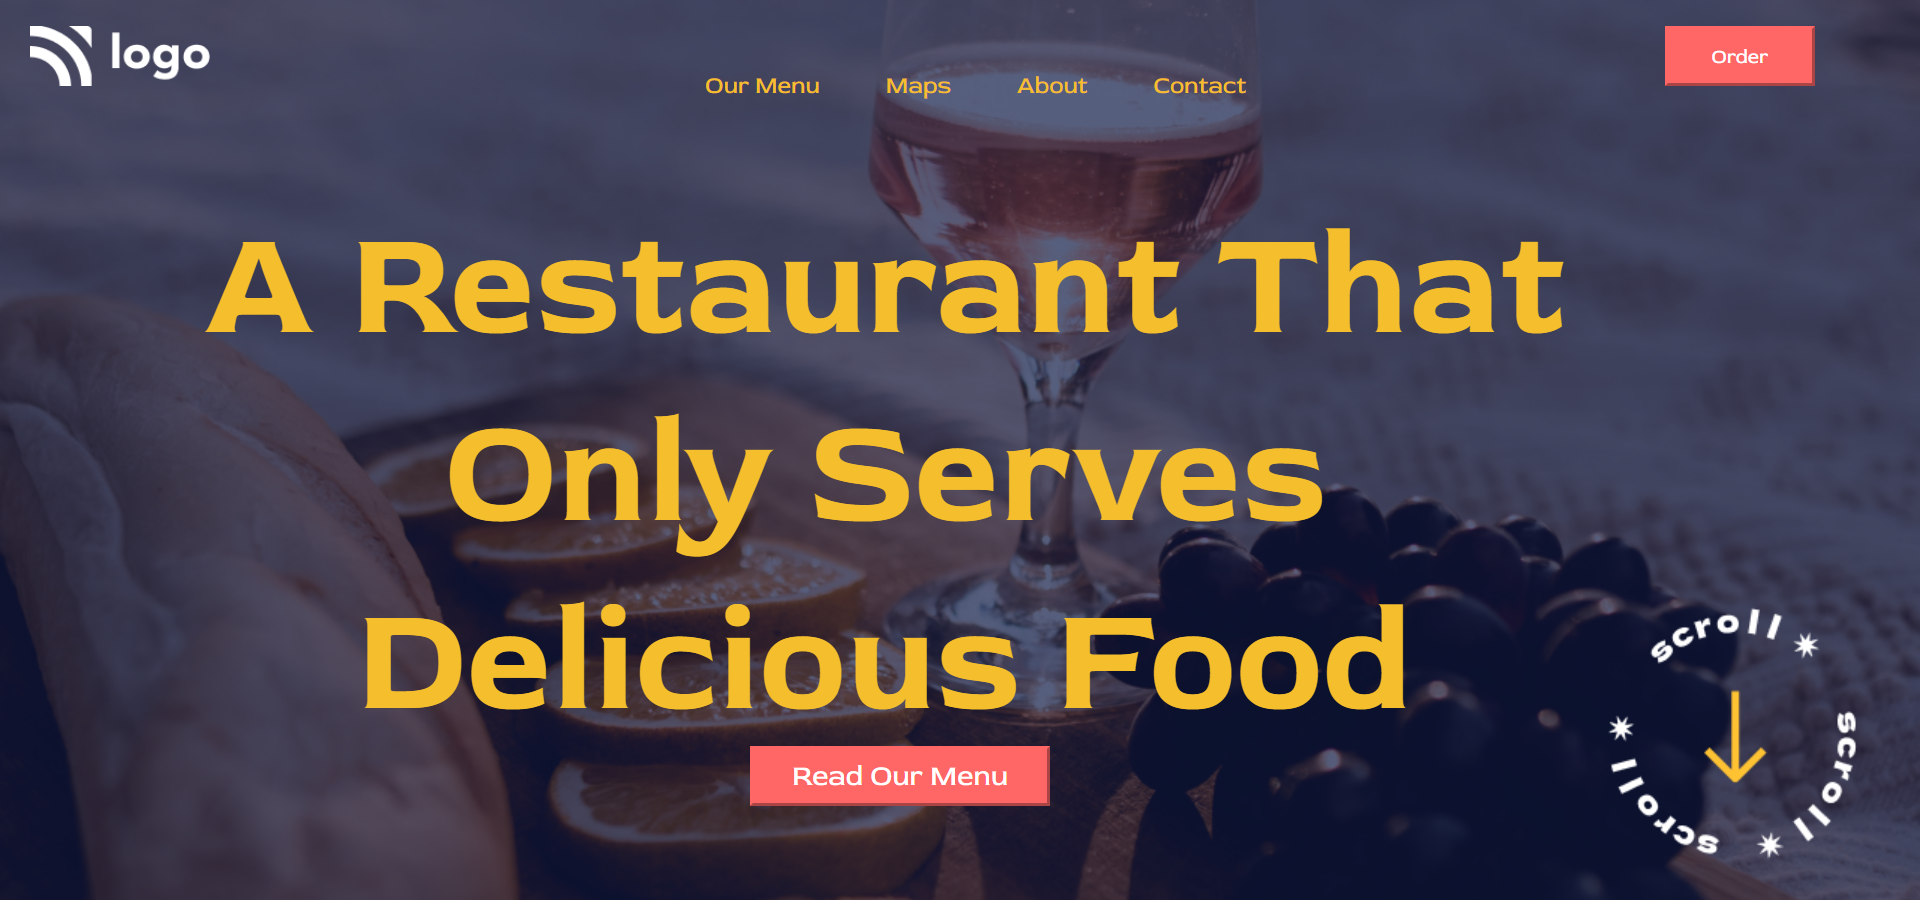 logo
Our Menu Maps About Contact
Order
A Restaurant That
Only Serves
Delicious Food
Read Our Menu
scroll
scroll
scroll